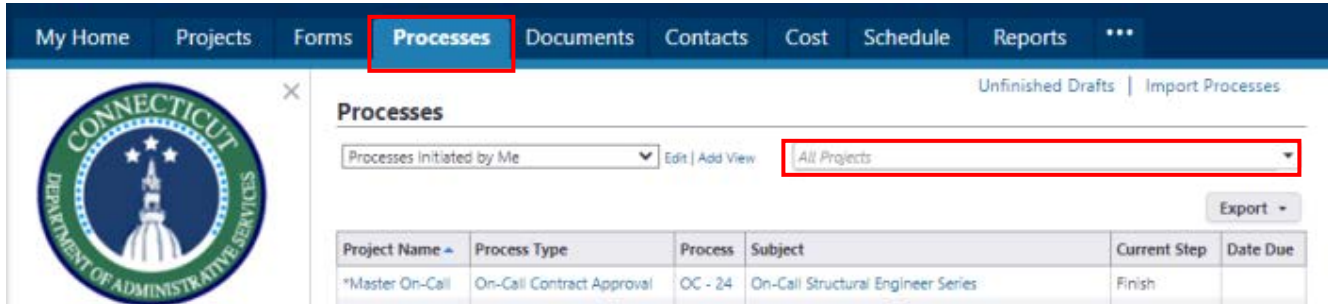 My Home Projects Forms Processes Documents Contacts Cost Schedule Reports •••
Unfinished Drafts | Import Processes
CONNECTICUT
DEPARTMENT OF ADMINISTRATIVE SERVICES
Processes
Processes Initiated by Me Edit | Add View All Projects
Export
Project Name Process Type Process Subject Current Step Date Due
*Master On-Call On-Call Contract Approval OC - 24 On-Call Structural Engineer Series Finish